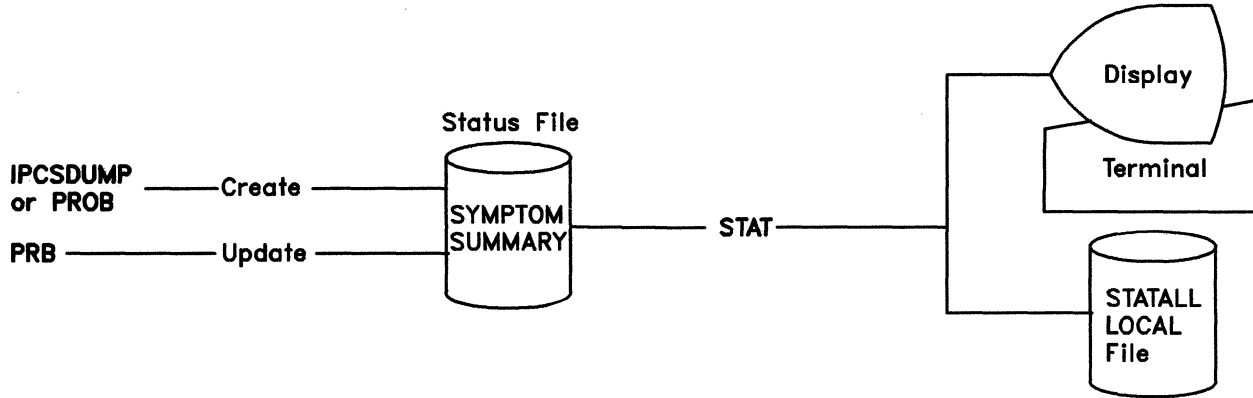 IPCSDUMP
or PROB
Create
PRB
Update
Status File
SYMPTOM
SUMMARY
STAT
Display
Terminal
STATALL
LOCAL
File